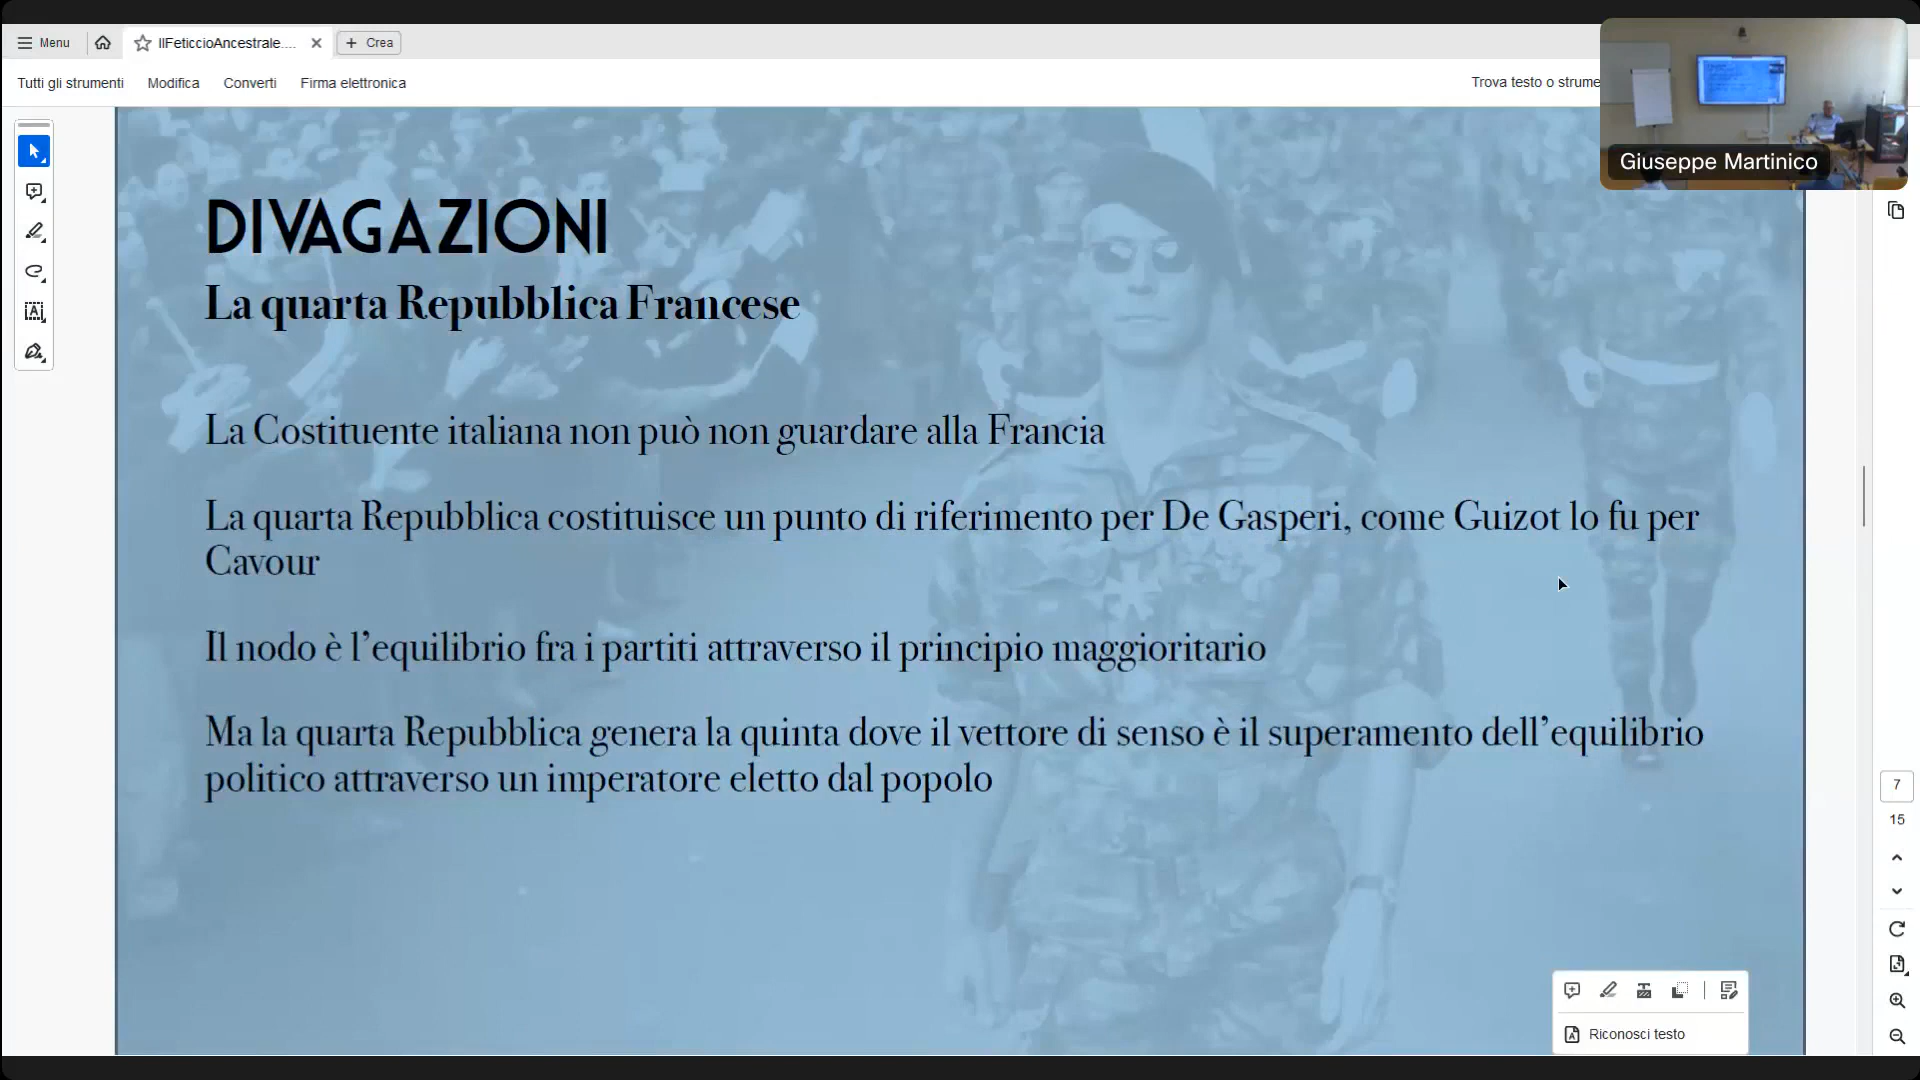 Menu
IlFeticcioAncestrale....
Crea
Tutti gli strumenti
Modifica
Converti
Firma elettronica
Trova testo o strume
Giuseppe Martinico
DIVAGAZIONI
La quarta Repubblica Francese
La Costituente italiana non può non guardare alla Francia
La quarta Repubblica costituisce un punto di riferimento per De Gasperi, come Guizot lo fu per
Cavour
Il nodo è l’equilibrio fra i partiti attraverso il principio maggioritario
Ma la quarta Repubblica genera la quinta dove il vettore di senso è il superamento dell’equilibrio
politico attraverso un imperatore eletto dal popolo
7
15
Riconosci testo